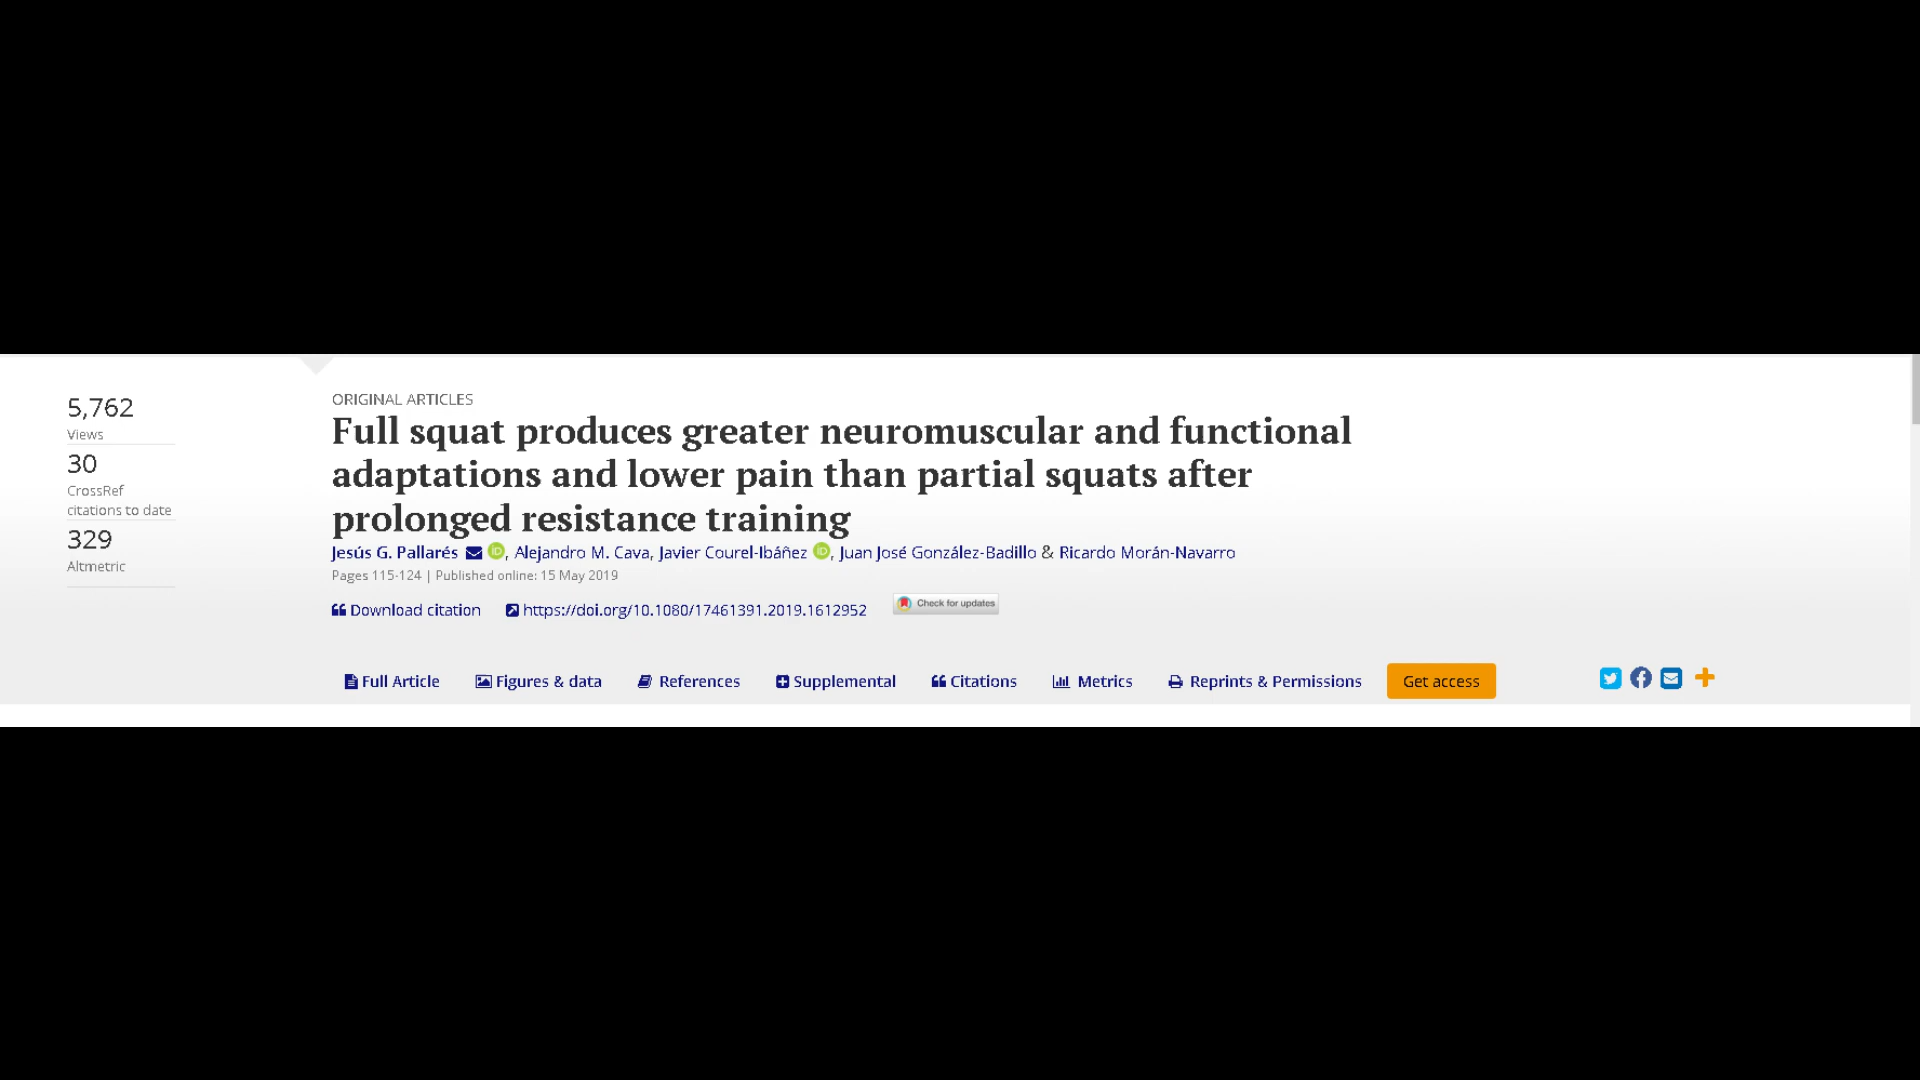 5,762
Views
30
CrossRef
citations to date
329
Altmetric
ORIGINAL ARTICLES
Full squat produces greater neuromuscular and functional
adaptations and lower pain than partial squats after
prolonged resistance training
Jesús G. Pallarés, Alejandro M. Cava, Javier Courel-Ibáñez, Juan José González-Badillo & Ricardo Morán-Navarro
Pages 115-124 | Published online: 15 May 2019
Download citation https://doi.org/10.1080/17461391.2019.1612952 Check for updates
Full Article Figures & data References Supplemental Citations Metrics Reprints & Permissions Get access